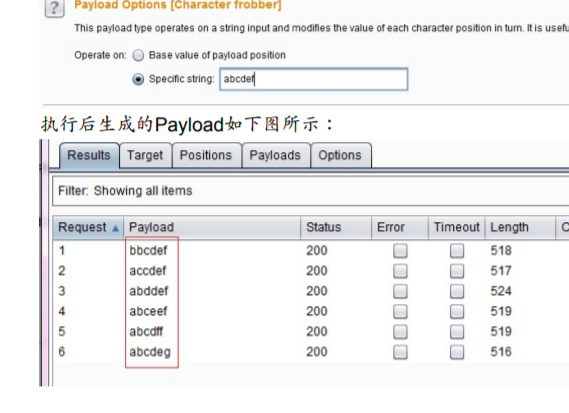 ?
Payload Options [Character frobber]
This payload type operates on a string input and modifies the value of each character position in turn. It is usefu
Operate on: Base value of payload position
Specific string: abcdef
执行后生成的Payload如下图所示：
Results Target Positions Payloads Options
Filter: Showing all items
Request Payload Status Error Timeout Length C
1 bbcdef 200 518
2 accdef 200 517
3 abddef 200 524
4 abceef 200 519
5 abcdff 200 519
6 abcdeg 200 516